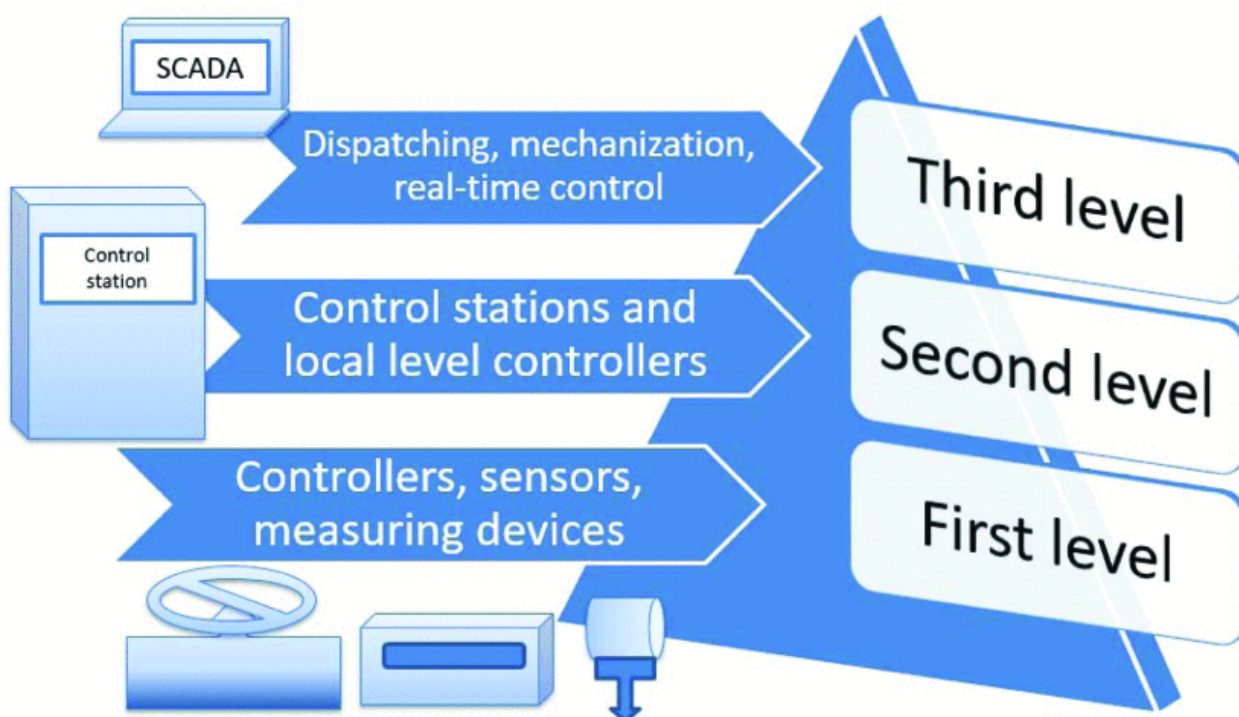 SCADA
Dispatching, mechanization,
real-time control
Third level
Control
station
Control stations and
local level controllers
Second level
Controllers, sensors,
measuring devices
First level